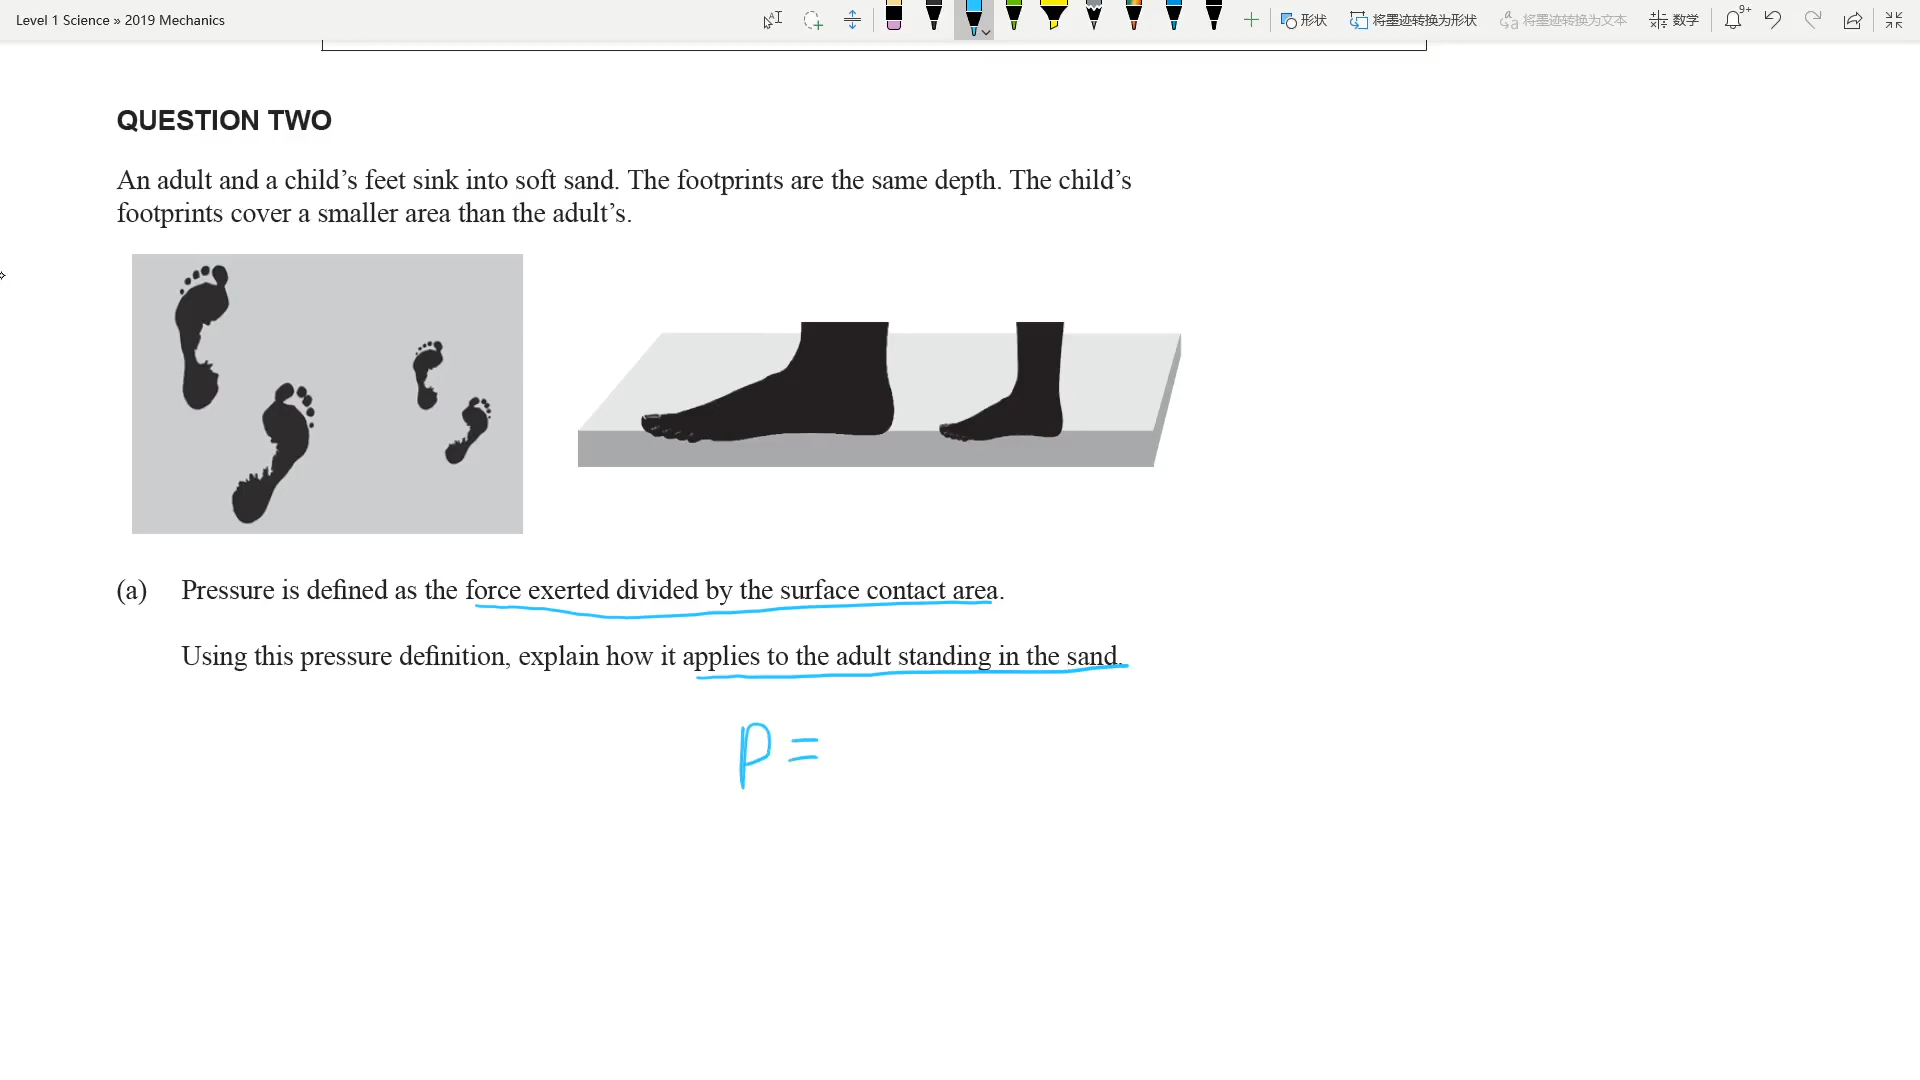 Level 1 Science » 2019 Mechanics
形状
将墨迹转换为形状
将墨迹转换为文本
数学
9+
QUESTION TWO
An adult and a child’s feet sink into soft sand. The footprints are the same depth. The child’s
footprints cover a smaller area than the adult’s.
(a) Pressure is defined as the force exerted divided by the surface contact area.
Using this pressure definition, explain how it applies to the adult standing in the sand.
P =